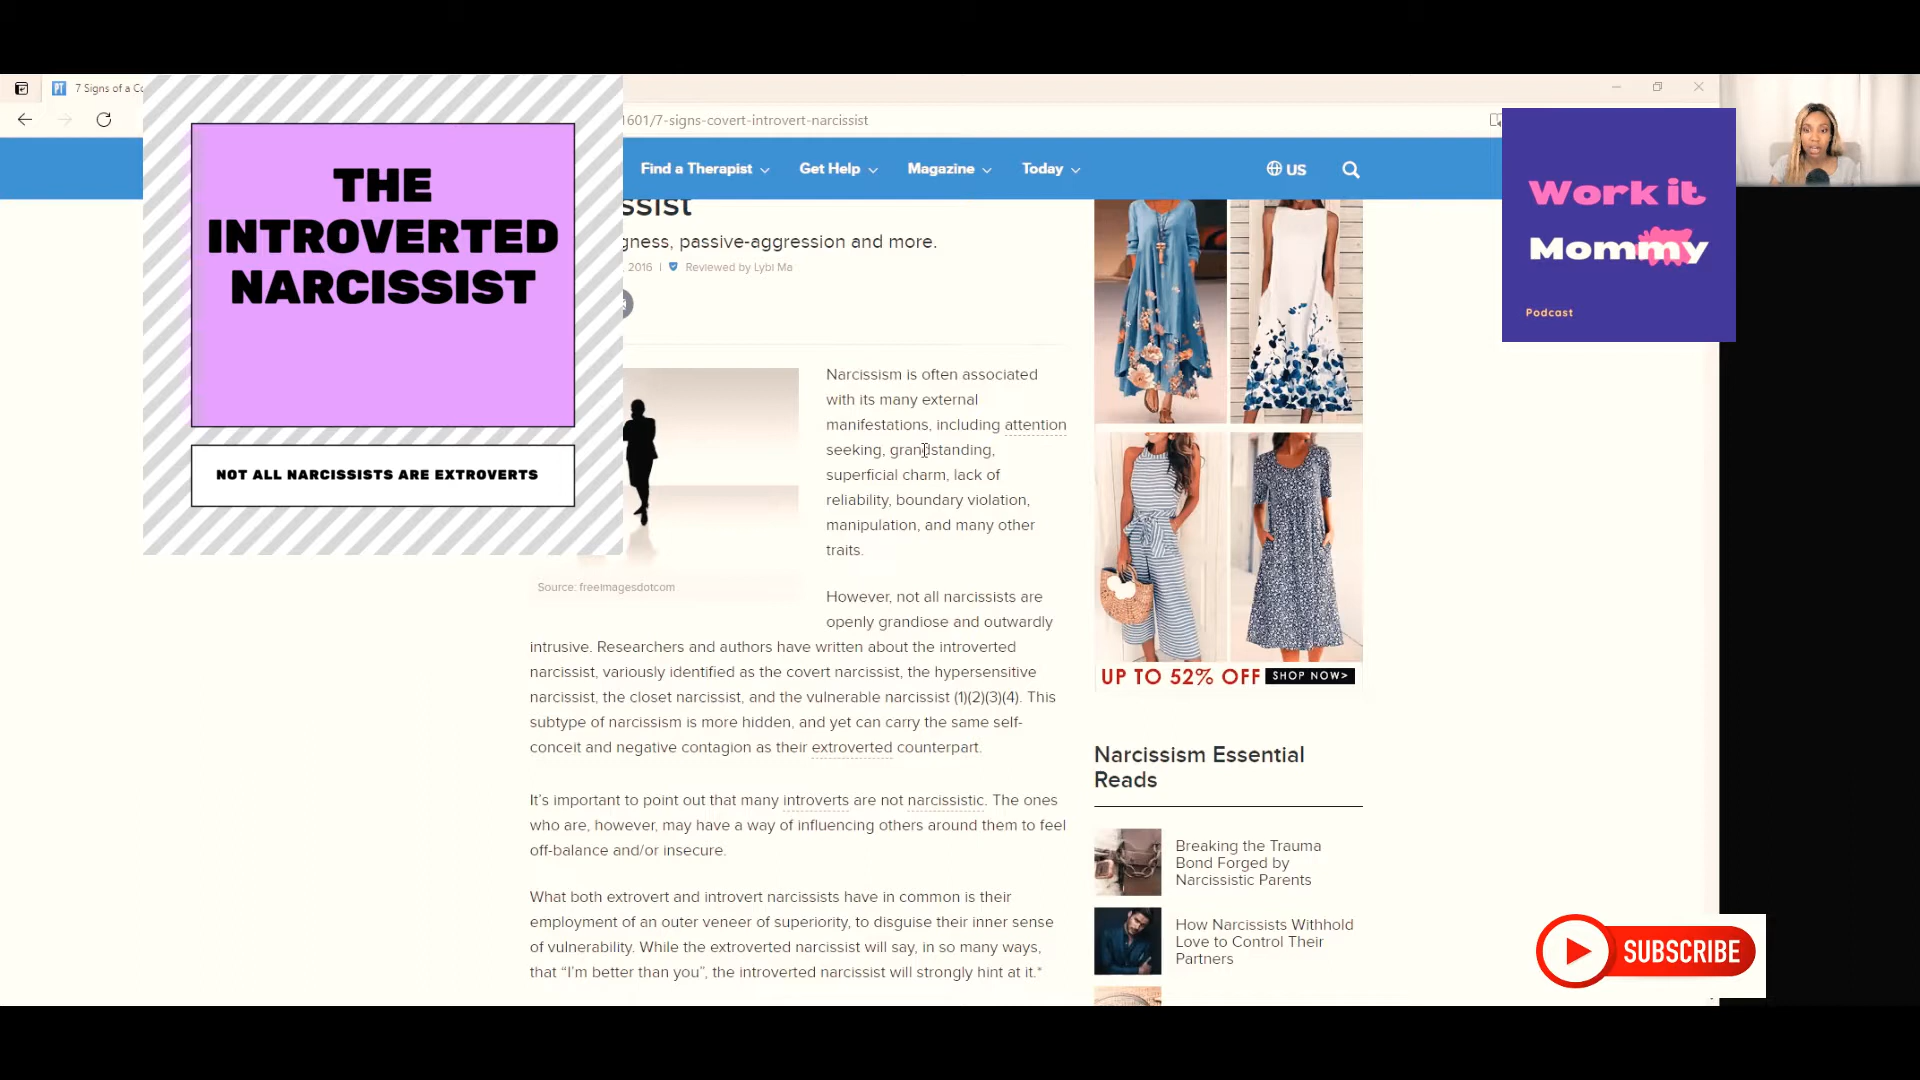 7 Signs of a Co
1601/7-signs-covert-introvert-narcissist
THE
INTROVERTED
NARCISSIST
NOT ALL NARCISSISTS ARE EXTROVERTS
Find a Therapist
Get Help
Magazine
Today
US
Work it
Mommy
Podcast
ssist
gness, passive-aggression and more.
, 2016 | Reviewed by Lybi Ma
Narcissism is often associated
with its many external
manifestations, including attention
seeking, grandstanding,
superficial charm, lack of
reliability, boundary violation,
manipulation, and many other
traits.
Source: freeimagesdotcom
However, not all narcissists are
openly grandiose and outwardly
intrusive. Researchers and authors have written about the introverted
narcissist, variously identified as the covert narcissist, the hypersensitive
narcissist, the closet narcissist, and the vulnerable narcissist (1)(2)(3)(4). This
subtype of narcissism is more hidden, and yet can carry the same self-
conceit and negative contagion as their extroverted counterpart.
It's important to point out that many introverts are not narcissistic. The ones
who are, however, may have a way of influencing others around them to feel
off-balance and/or insecure.
What both extrovert and introvert narcissists have in common is their
employment of an outer veneer of superiority, to disguise their inner sense
of vulnerability. While the extroverted narcissist will say, in so many ways,
that “I'm better than you”, the introverted narcissist will strongly hint at it.*
UP TO 52% OFF SHOP NOW>
Narcissism Essential
Reads
Breaking the Trauma
Bond Forged by
Narcissistic Parents
How Narcissists Withhold
Love to Control Their
Partners
SUBSCRIBE